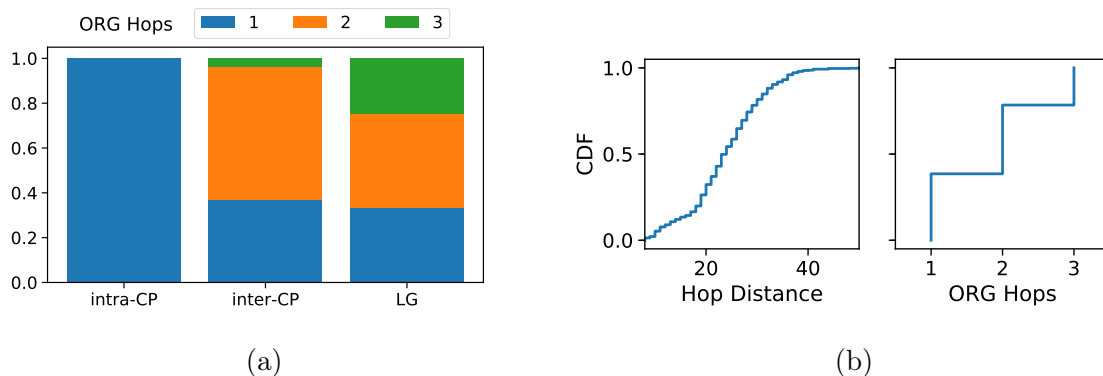 ORG Hops 1 2 3
1.0
0.8
0.6
0.4
0.2
0.0
intra-CP inter-CP LG
(a)
CDF
1.0
0.5
0.0
20 40
Hop Distance
1 2 3
ORG Hops
(b)